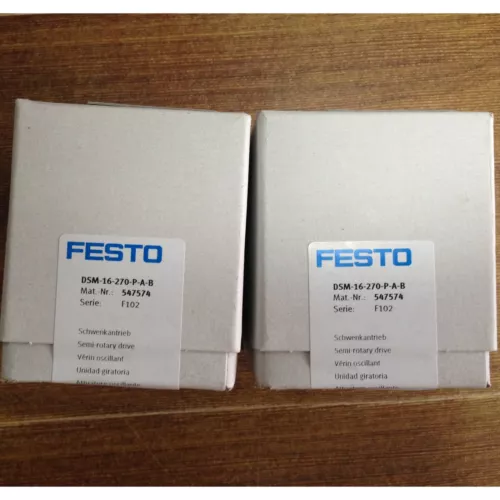 FESTO
DSM-16-270-P-A-B
Mat.-Nr.: 547574
Serie: F102
Schwenkantrieb
Semi-rotary drive
Vérin oscillant
Unidad giratoria
FESTO
DSM-16-270-P-A-B
Mat.-Nr.: 547574
Serie: F102
Schwenkantrieb
Semi-rotary drive
Vérin oscillant
Unidad giratoria